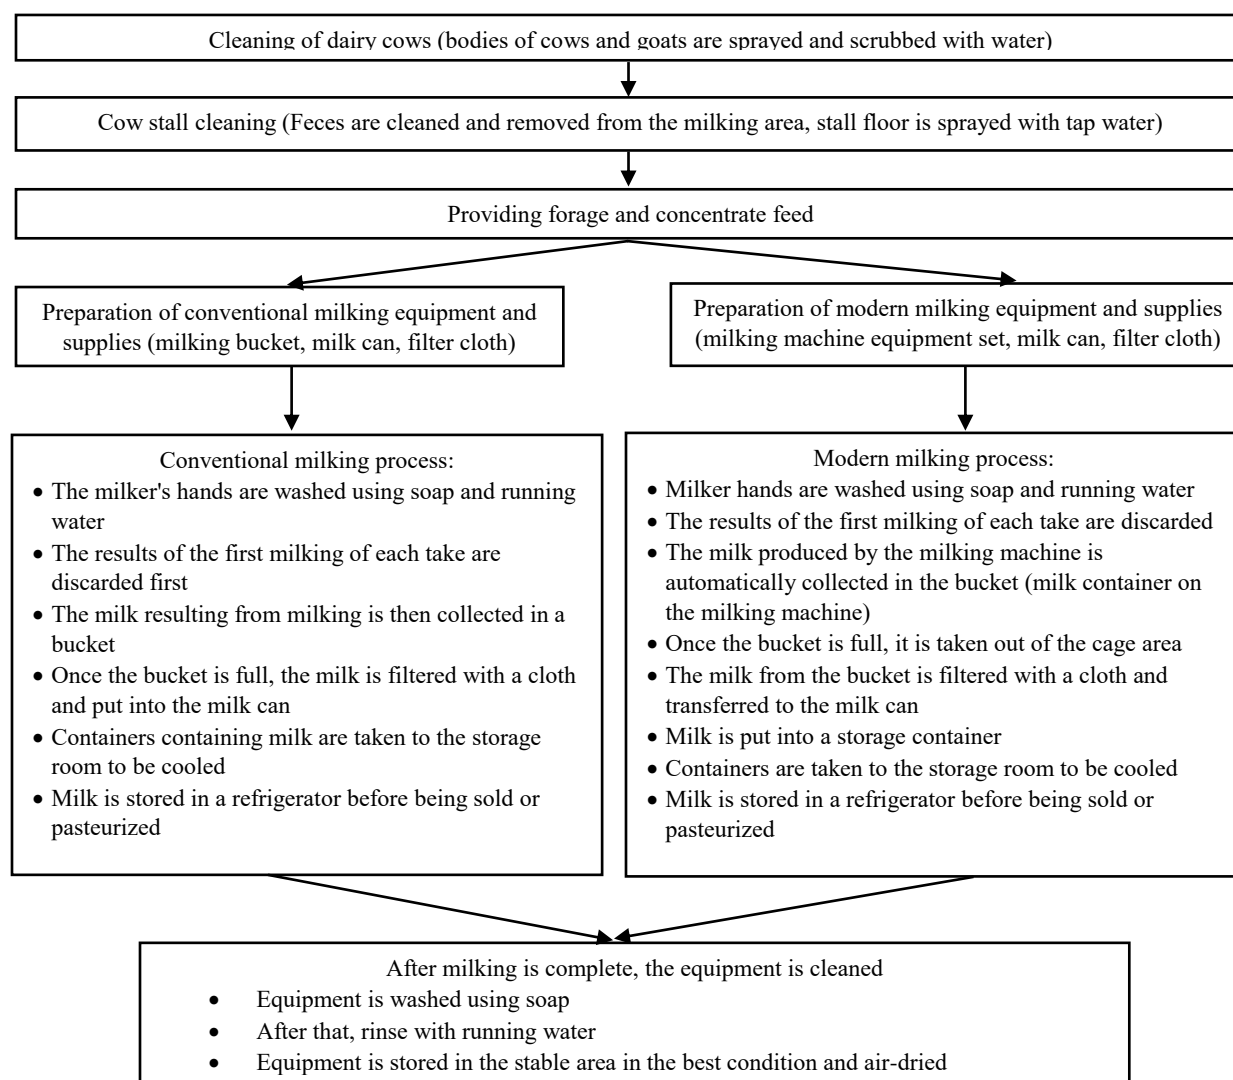 Cleaning of dairy cows (bodies of cows and goats are sprayed and scrubbed with water)
Cow stall cleaning (Feces are cleaned and removed from the milking area, stall floor is sprayed with tap water)
Providing forage and concentrate feed
Preparation of conventional milking equipment and
supplies (milking bucket, milk can, filter cloth)
Preparation of modern milking equipment and supplies
(milking machine equipment set, milk can, filter cloth)
Conventional milking process:
• The milker's hands are washed using soap and running
water
• The results of the first milking of each take are
discarded first
• The milk resulting from milking is then collected in a
bucket
• Once the bucket is full, the milk is filtered with a cloth
and put into the milk can
• Containers containing milk are taken to the storage
room to be cooled
• Milk is stored in a refrigerator before being sold or
pasteurized
Modern milking process:
• Milker hands are washed using soap and running water
• The results of the first milking of each take are discarded
• The milk produced by the milking machine is
automatically collected in the bucket (milk container on
the milking machine)
• Once the bucket is full, it is taken out of the cage area
• The milk from the bucket is filtered with a cloth and
transferred to the milk can
• Milk is put into a storage container
• Containers are taken to the storage room to be cooled
• Milk is stored in a refrigerator before being sold or
pasteurized
After milking is complete, the equipment is cleaned
• Equipment is washed using soap
• After that, rinse with running water
• Equipment is stored in the stable area in the best condition and air-dried